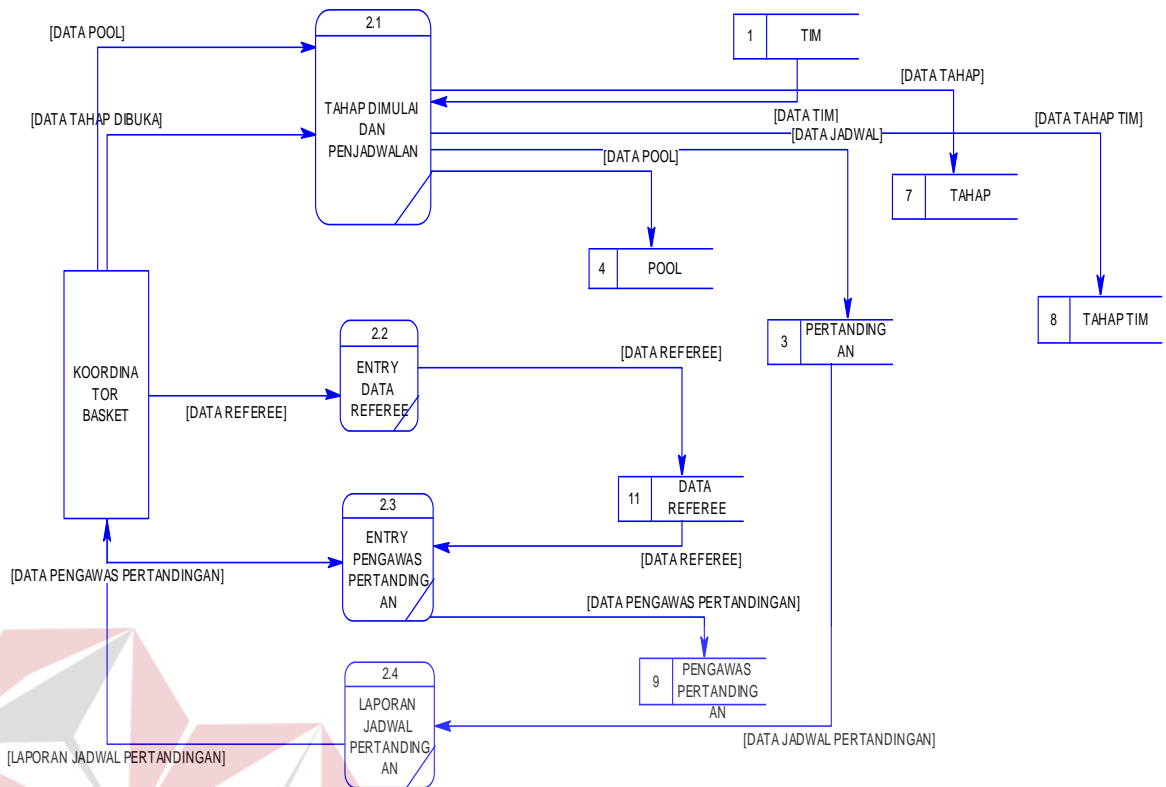 [DATA POOL]
2.1
TAHAP DIMULAI
DAN
PENJADWALAN
1
TIM
[DATA TAHAP]
[DATA TAHAP DIBUKA]
[DATA TIM]
[DATA JADWAL]
[DATA TAHAP TIM]
[DATA POOL]
7
TAHAP
4
POOL
8
TAHAP TIM
3
PERTANDING
AN
KOORDINA
TOR
BASKET
2.2
ENTRY
DATA
REFEREE
[DATA REFEREE]
[DATA REFEREE]
11
DATA
REFEREE
2.3
ENTRY
PENGAWAS
PERTANDING
AN
[DATA REFEREE]
[DATA PENGAWAS PERTANDINGAN]
[DATA PENGAWAS PERTANDINGAN]
9
PENGAWAS
PERTANDING
AN
2.4
LAPORAN
JADWAL
PERTANDING
AN
[DATA JADWAL PERTANDINGAN]
[LAPORAN JADWAL PERTANDINGAN]